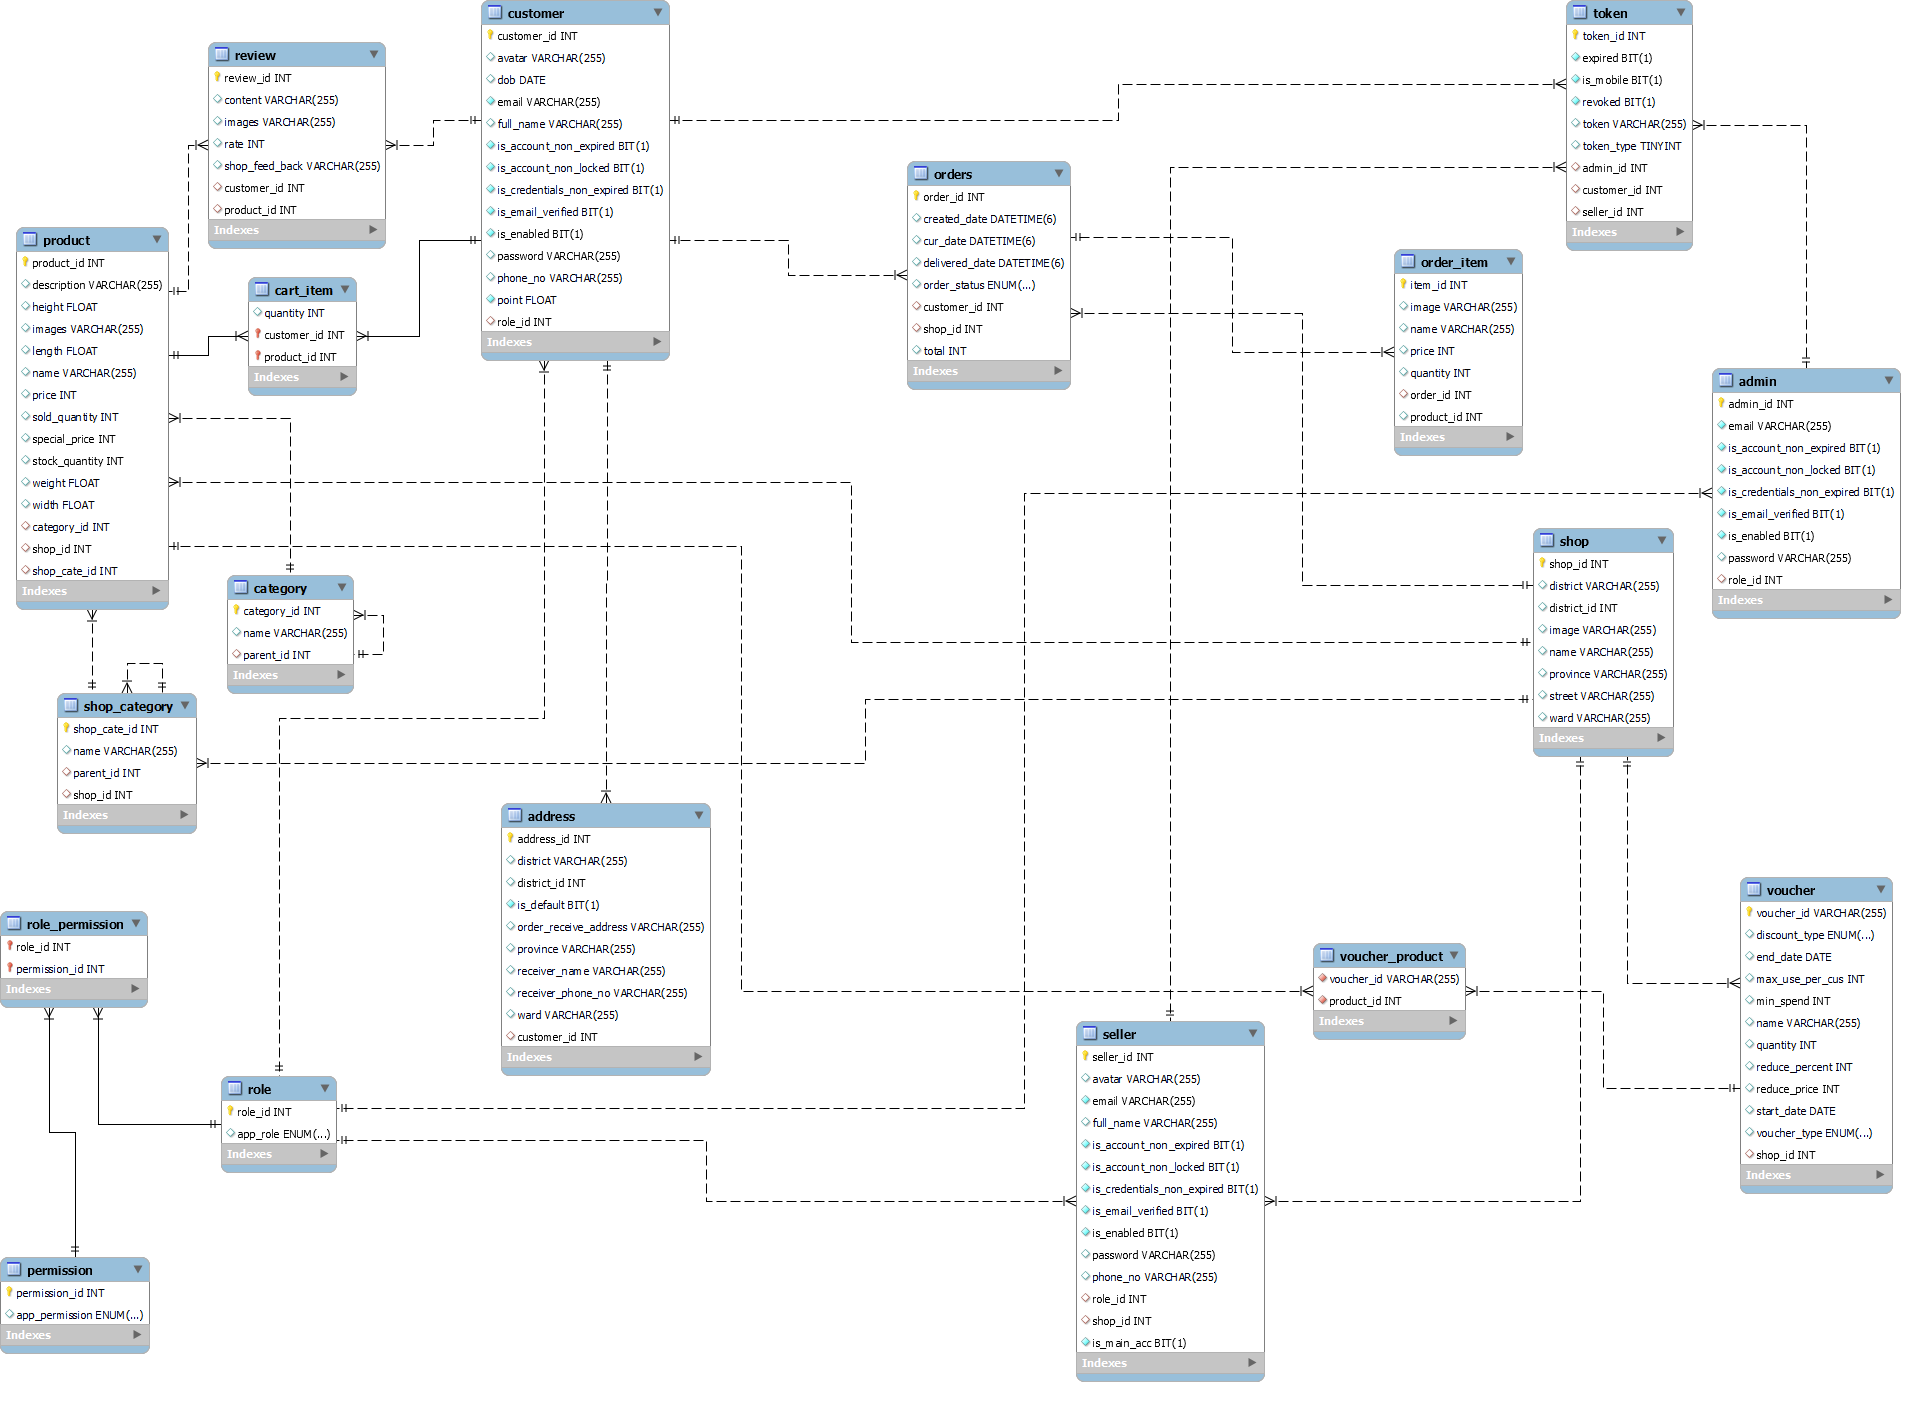 customer
customer_id INT
avatar VARCHAR(255)
dob DATE
email VARCHAR(255)
full_name VARCHAR(255)
is_account_non_expired BIT(1)
is_account_non_locked BIT(1)
is_credentials_non_expired BIT(1)
is_email_verified BIT(1)
is_enabled BIT(1)
password VARCHAR(255)
phone_no VARCHAR(255)
point FLOAT
role_id INT
Indexes
token
token_id INT
expired BIT(1)
is_mobile BIT(1)
revoked BIT(1)
token VARCHAR(255)
token_type TINYINT
admin_id INT
customer_id INT
seller_id INT
Indexes
review
review_id INT
content VARCHAR(255)
images VARCHAR(255)
rate INT
shop_feed_back VARCHAR(255)
customer_id INT
product_id INT
Indexes
orders
order_id INT
created_date DATETIME(6)
cur_date DATETIME(6)
delivered_date DATETIME(6)
order_status ENUM(...)
customer_id INT
shop_id INT
total INT
Indexes
product
product_id INT
description VARCHAR(255)
height FLOAT
images VARCHAR(255)
length FLOAT
name VARCHAR(255)
price INT
sold_quantity INT
special_price INT
stock_quantity INT
weight FLOAT
width FLOAT
category_id INT
shop_id INT
shop_cate_id INT
Indexes
order_item
item_id INT
image VARCHAR(255)
name VARCHAR(255)
price INT
quantity INT
order_id INT
product_id INT
Indexes
cart_item
quantity INT
customer_id INT
product_id INT
Indexes
admin
admin_id INT
email VARCHAR(255)
is_account_non_expired BIT(1)
is_account_non_locked BIT(1)
is_credentials_non_expired BIT(1)
is_email_verified BIT(1)
is_enabled BIT(1)
password VARCHAR(255)
role_id INT
Indexes
shop
shop_id INT
district VARCHAR(255)
district_id INT
image VARCHAR(255)
name VARCHAR(255)
province VARCHAR(255)
street VARCHAR(255)
ward VARCHAR(255)
Indexes
category
category_id INT
name VARCHAR(255)
parent_id INT
Indexes
shop_category
shop_cate_id INT
name VARCHAR(255)
parent_id INT
shop_id INT
Indexes
address
address_id INT
district VARCHAR(255)
district_id INT
is_default BIT(1)
order_receive_address VARCHAR(255)
province VARCHAR(255)
receiver_name VARCHAR(255)
receiver_phone_no VARCHAR(255)
ward VARCHAR(255)
customer_id INT
Indexes
voucher
voucher_id VARCHAR(255)
discount_type ENUM(...)
end_date DATE
max_use_per_cus INT
min_spend INT
name VARCHAR(255)
quantity INT
reduce_percent INT
reduce_price INT
start_date DATE
voucher_type ENUM(...)
shop_id INT
Indexes
role_permission
role_id INT
permission_id INT
Indexes
voucher_product
voucher_id VARCHAR(255)
product_id INT
Indexes
seller
seller_id INT
avatar VARCHAR(255)
email VARCHAR(255)
full_name VARCHAR(255)
is_account_non_expired BIT(1)
is_account_non_locked BIT(1)
is_credentials_non_expired BIT(1)
is_email_verified BIT(1)
is_enabled BIT(1)
password VARCHAR(255)
phone_no VARCHAR(255)
role_id INT
shop_id INT
is_main_acc BIT(1)
Indexes
role
role_id INT
app_role ENUM(...)
Indexes
permission
permission_id INT
app_permission ENUM(...)
Indexes